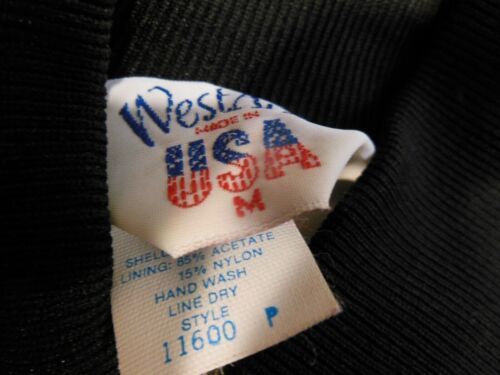 MADE IN
USA
M
SHELL
LINING: 85% ACETATE
15% NYLON
HAND WASH
LINE DRY
STYLE
11600 P